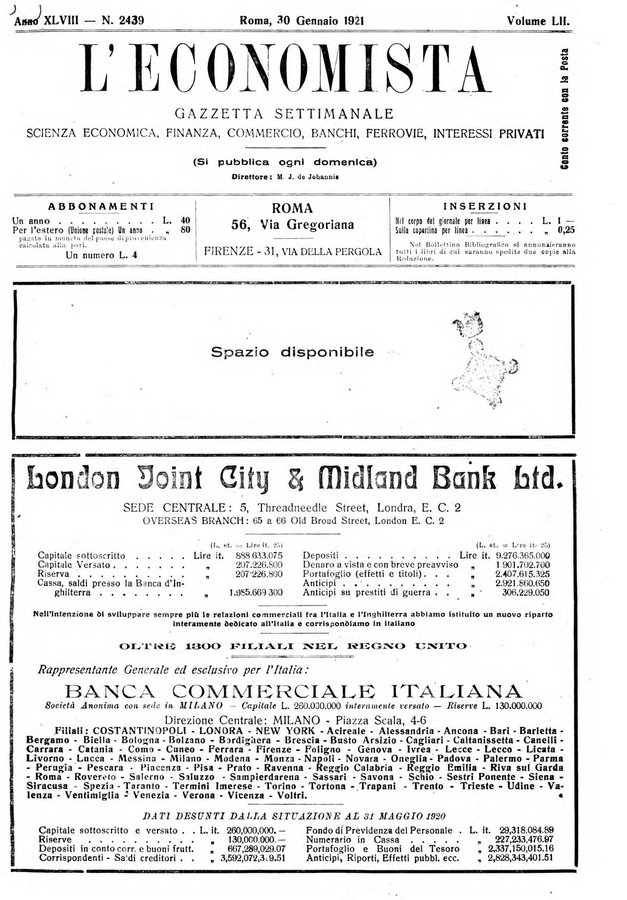 Anno XLVIII — N. 2439 Roma, 30 Gennaio 1921 Volume LII.
L'ECONOMISTA
GAZZETTA SETTIMANALE
SCIENZA ECONOMICA, FINANZA, COMMERCIO, BANCHI, FERROVIE, INTERESSI PRIVATI
(Si pubblica ogni domenica)
Direttore: M. J. de Johannis
Conto corrente con la Posta
ABBONAMENTI
Un anno . . . . . . . . . L. 40
Per l'estero (Unione postale) Un anno . „ 80
pagate in moneta del paese di provenienza
calcolata alla pari.
Un numero L. 4
ROMA
56, Via Gregoriana
FIRENZE - 31, VIA DELLA PERGOLA
INSERZIONI
Nel corpo del giornale per linea . . . . . L. 1 —
Sulla copertina per linea . . . . . . „ 0,25
Nel Bollettino Bibliografico si annunzieranno
tutti i libri di cui saranno spedite due copie alla
Redazione.
Spazio disponibile
London Joint City & Midland Bank Ltd.
SEDE CENTRALE: 5, Threadneedle Street, Londra, E. C. 2
OVERSEAS BRANCH: 65 a 66 Old Broad Street, London E. C. 2
(L. st. = Lire it. 25)
Capitale sottoscritto . . . . . Lire it. 888 633.075
Capitale Versato . . . . . . „ 207.226.800
Riserva . . . . . . . . „ 207.226.800
Cassa, saldi presso la Banca d'In-
ghilterra . . . . . . . „ 1.985.669 300
(L. st. = Lire it. 25)
Depositi . . . . . . . Lire it. 9.276.365.000
Denaro a vista e con breve preavviso „ 1 901.702.700
Portafoglio (effetti e titoli). . . „ 2.407.615.325
Anticipi . . . . . . . „ 2.921.860.650
Anticipi su prestiti di guerra . . . „ 306.229.050
Nell'intenzione di sviluppare sempre più le relazioni commerciali fra l'Italia e l'Inghilterra abbiamo istituito un nuovo riparto
interamente dedicato all'Italia e corrispondiamo in italiano
OLTRE 1300 FILIALI NEL REGNO UNITO
Rappresentante Generale ed esclusivo per l'Italia:
BANCA COMMERCIALE ITALIANA
Società Anonima con sede in MILANO - Capitale L. 260.000.000 interamente versato - Riserve L. 130.000.000
Direzione Centrale: MILANO - Piazza Scala, 4-6
Filiali: COSTANTINOPOLI - LONORA - NEW YORK - Acireale - Alessandria - Ancona - Bari - Barletta -
Bergamo - Biella - Bologna - Bolzano - Bordighera - Brescia - Busto Arsizio - Cagliari - Caltanissetta - Canelli -
Carrara - Catania - Como - Cuneo - Ferrara - Firenze - Foligno - Genova - Ivrea - Lecce - Lecco - Licata -
Livorno - Lucca - Messina - Milano - Modena - Monza - Napoli - Novara - Oneglia - Padova - Palermo - Parma
- Perugia - Pescara - Piacenza - Pisa - Prato - Ravenna - Reggio Calabria - Reggio Emilia - Riva sul Garda
- Roma - Rovereto - Salerno - Saluzzo - Sampierdarena - Sassari - Savona - Schio - Sestri Ponente - Siena -
Siracusa - Spezia - Taranto - Termini Imerese - Torino - Tortona - Trapani - Trento - Trieste - Udine - Va-
lenza - Ventimiglia - Venezia - Verona - Vicenza - Voltri.
DATI DESUNTI DALLA SITUAZIONE AL 31 MAGGIO 1920
Capitale sottoscritto e versato . L. it. 260,000,000.—
Riserve . . . . . . . „ 130,000,000.—
Depositi in conto corr. e buoni frutt. „ 667,289,029.07
Corrispondenti - Saldi creditori . . „ 3,592,072,309.51
Fondo di Previdenza del Personale . L. it. 29,318,084.89
Numerario in Cassa . . . . . „ 227,233,476.97
Portafoglio e Buoni del Tesoro . . „ 2,337,150,015.16
Anticipi, Riporti, Effetti pubbl. ecc. „ 2,828,343,401.51